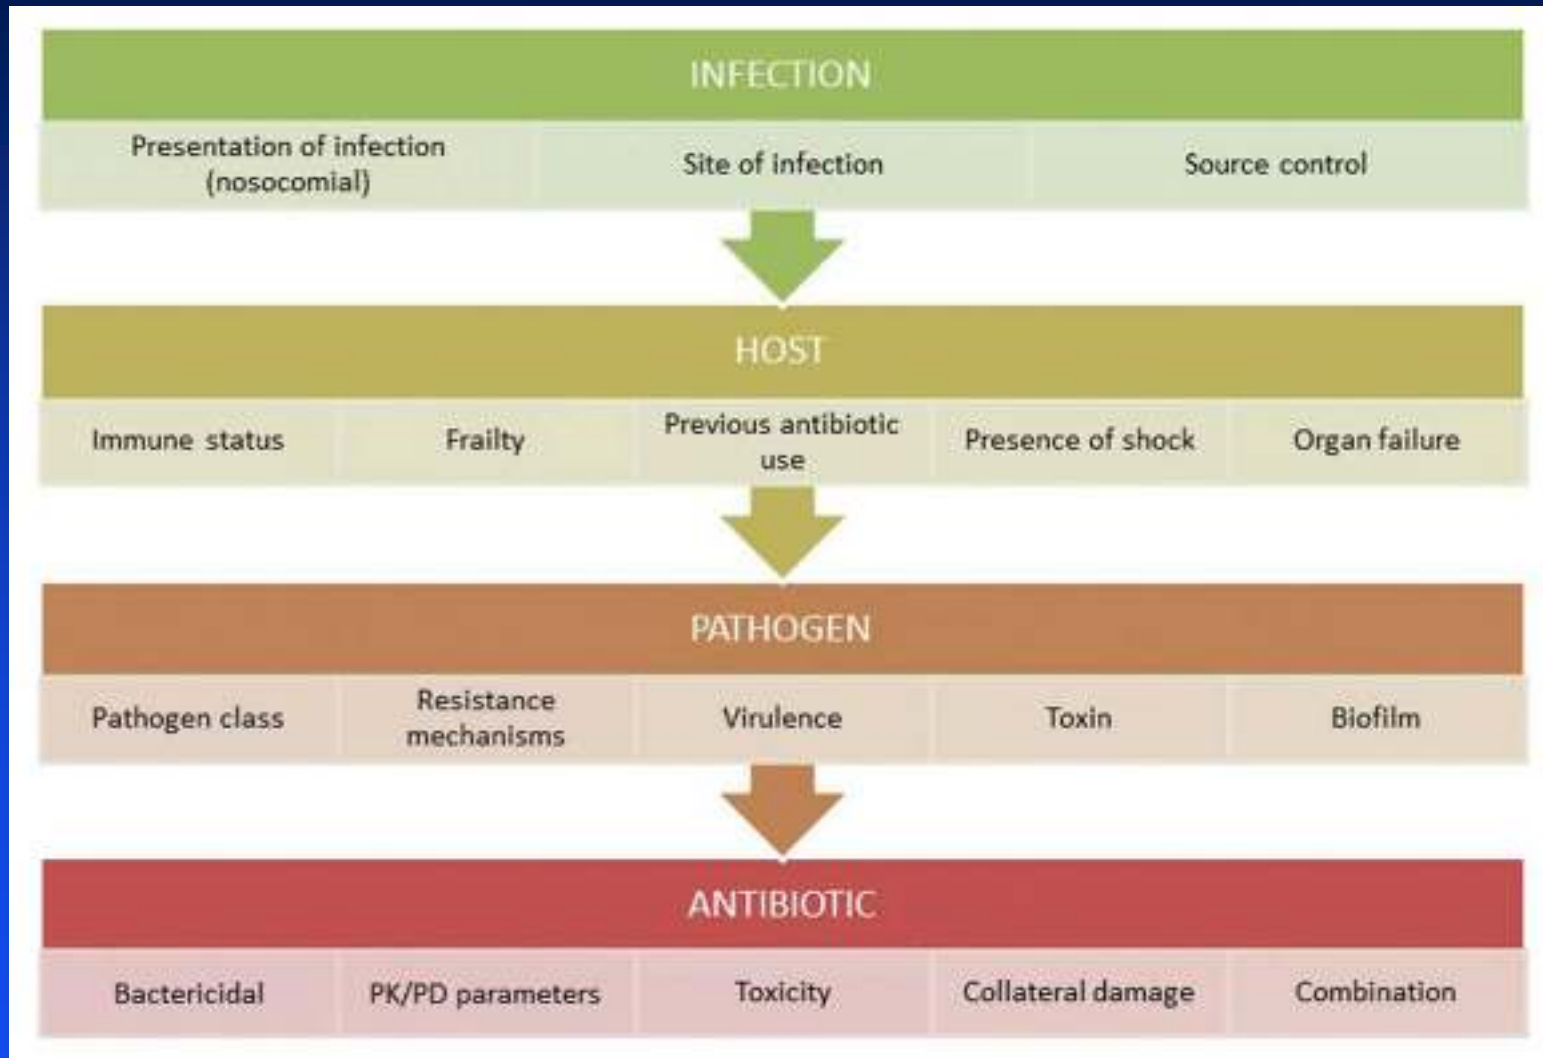 INFECTION
Presentation of infection
(nosocomial)
Site of infection
Source control
HOST
Immune status
Frailty
Previous antibiotic
use
Presence of shock
Organ failure
PATHOGEN
Pathogen class
Resistance
mechanisms
Virulence
Toxin
Biofilm
ANTIBIOTIC
Bactericidal
PK/PD parameters
Toxicity
Collateral damage
Combination